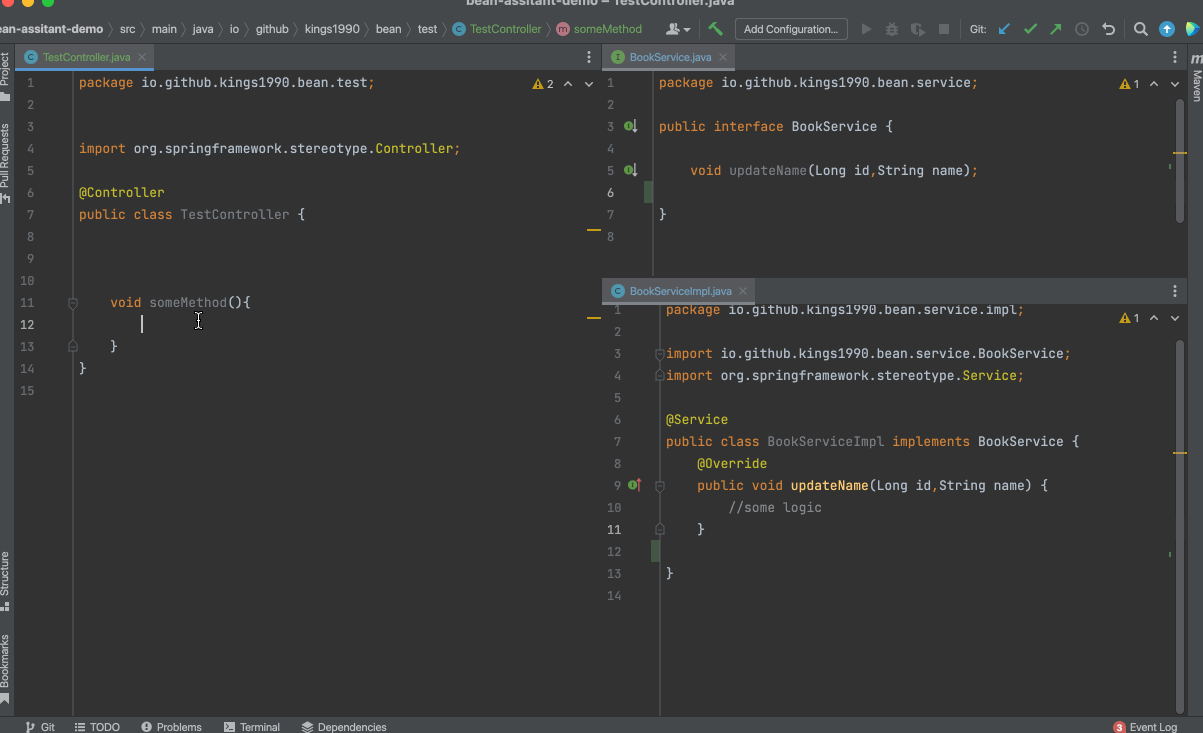 bean-assitant-demo – TestController.java
ean-assitant-demo > src > main > java > io > github > kings1990 > bean > test > TestController > someMethod
Add Configuration...
Git:
Project
Pull Requests
Structure
Bookmarks
TestController.java
2
1 package io.github.kings1990.bean.test;
2
3
4 import org.springframework.stereotype.Controller;
5
6 @Controller
7 public class TestController {
8
9
10
11 void someMethod(){
12
13 }
14 }
15
BookService.java
1
1 package io.github.kings1990.bean.service;
2
3 public interface BookService {
4
5 void updateName(Long id,String name);
6
7 }
8
BookServiceImpl.java
1
1 package io.github.kings1990.bean.service.impl;
2
3 import io.github.kings1990.bean.service.BookService;
4 import org.springframework.stereotype.Service;
5
6 @Service
7 public class BookServiceImpl implements BookService {
8 @Override
9 public void updateName(Long id,String name) {
10 //some logic
11 }
12
13 }
14
m
Maven
Git
TODO
Problems
Terminal
Dependencies
3 Event Log